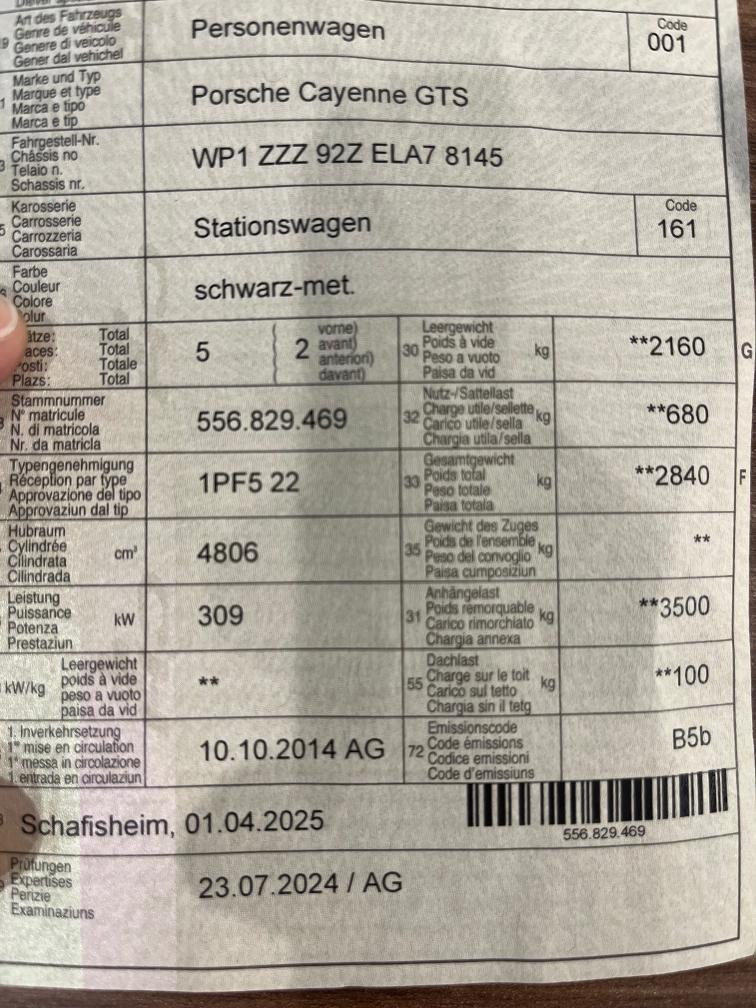 Art des Fahrzeugs
Genre de véhicule
Genere di veicolo
Gener dal vehichel
Personenwagen
Code
001
Marke und Typ
Marque et type
Marca e tipo
Marca e tip
Porsche Cayenne GTS
Fahrgestell-Nr.
Châssis no
Telaio n.
Schassis nr.
WP1 ZZZ 92Z ELA7 8145
Karosserie
Carrosserie
Carrozzeria
Carossaria
Stationswagen
Code
161
Farbe
Couleur
Colore
olur
schwarz-met.
ätze: Total
aces: Total
osti: Totale
Plazs: Total
5
2
vorne)
avant)
anteriori)
davant)
30
Leergewicht
Poids à vide
Peso a vuoto
Paisa da vid
kg
**2160
G
Stammnummer
N° matricule
N. di matricola
Nr. da matricla
556.829.469
32
Nutz-/Sattellast
Charge utile/sellette
Carico utile/sella
Chargia utila/sella
kg
**680
Typengenehmigung
Réception par type
Approvazione del tipo
Approvaziun dal tip
1PF5 22
33
Gesamtgewicht
Poids total
Peso totale
Paisa totala
kg
**2840
F
Hubraum
Cylindrée
Cilindrata
Cilindrada
cm³
4806
35
Gewicht des Zuges
Poids de l'ensemble
Peso del convoglio
Paisa cumposiziun
kg
**
Leistung
Puissance
Potenza
Prestaziun
kW
309
31
Anhängelast
Poids remorquable
Carico rimorchiato
Chargia annexa
kg
**3500
kW/kg
Leergewicht
poids à vide
peso a vuoto
paisa da vid
**
55
Dachlast
Charge sur le toit
Carico sul tetto
Chargia sin il tetg
kg
**100
1. Inverkehrsetzung
1re mise en circulation
1a messa in circolazione
1. entrada en circulaziun
10.10.2014 AG
72
Emissionscode
Code émissions
Codice emissioni
Code d'emissiuns
B5b
Schafisheim, 01.04.2025
556.829.469
Prüfungen
Expertises
Perizie
Examinaziuns
23.07.2024 / AG